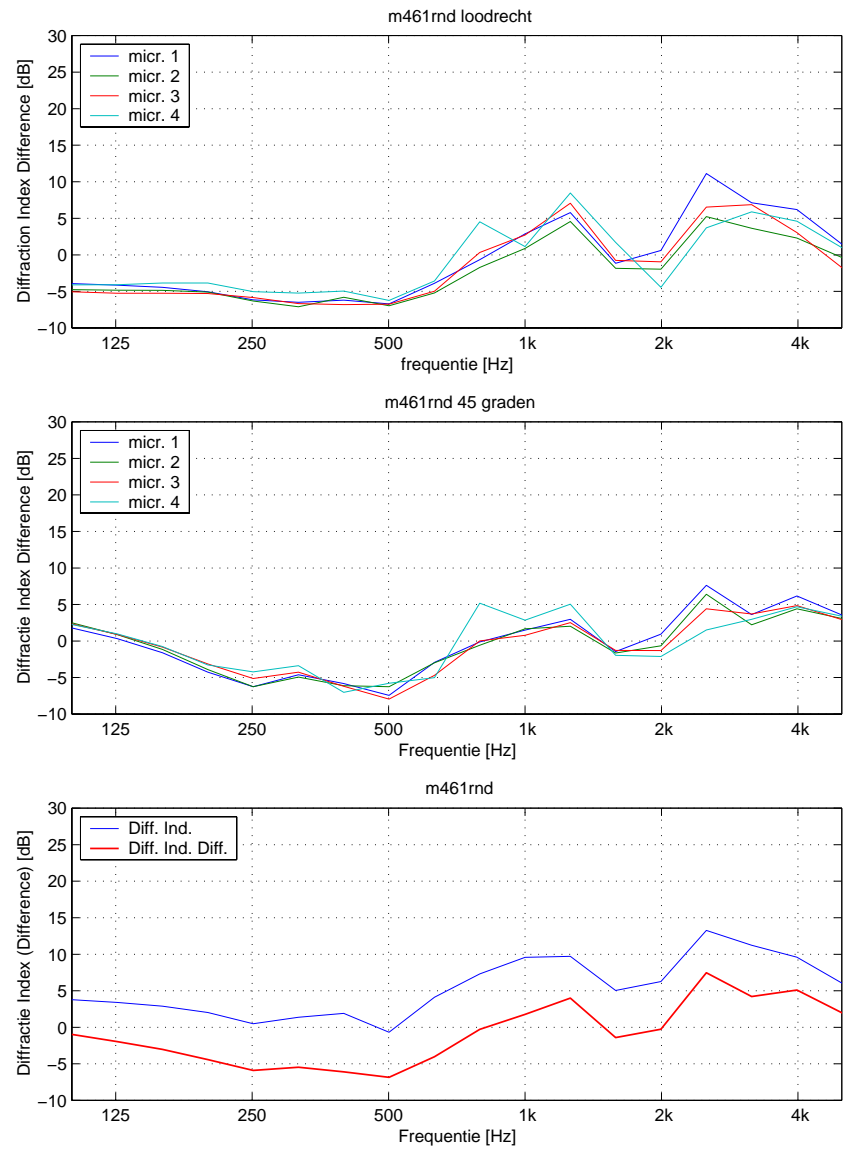 m461rnd loodrecht
Diffraction Index Difference [dB]
30
25
20
15
10
5
0
−5
−10
micr. 1
micr. 2
micr. 3
micr. 4
125 250 500 1k 2k 4k
frequentie [Hz]
m461rnd 45 graden
Diffractie Index Difference [dB]
30
25
20
15
10
5
0
−5
−10
micr. 1
micr. 2
micr. 3
micr. 4
125 250 500 1k 2k 4k
Frequentie [Hz]
m461rnd
Diffractie Index (Difference) [dB]
30
25
20
15
10
5
0
−5
−10
Diff. Ind.
Diff. Ind. Diff.
125 250 500 1k 2k 4k
Frequentie [Hz]